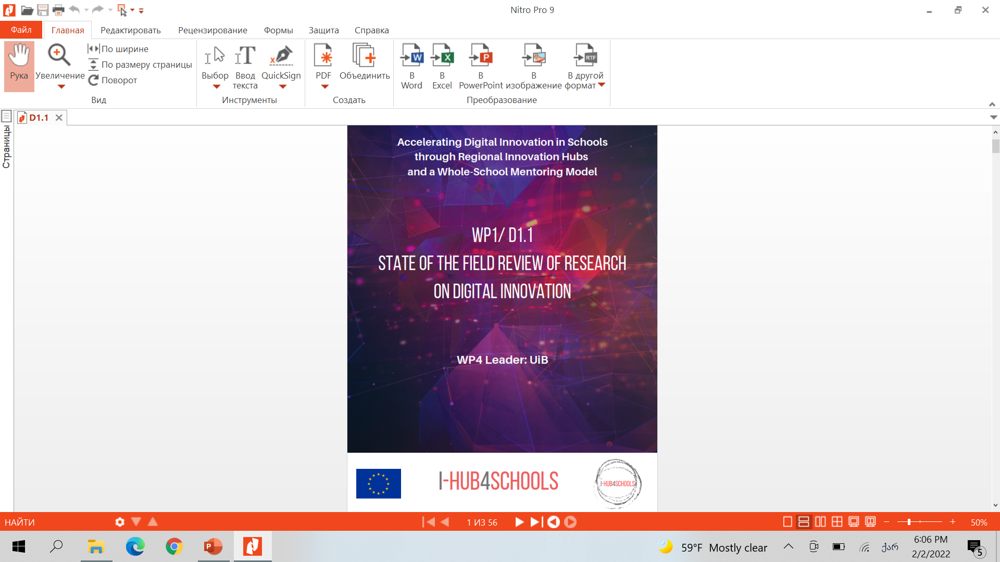 Nitro Pro 9
Файл
Главная
Редактировать
Рецензирование
Формы
Защита
Справка
Рука
Увеличение
По ширине
По размеру страницы
Поворот
Вид
Выбор
Ввод
текста
QuickSign
Инструменты
PDF
Объединить
Создать
В
Word
В
Excel
В
PowerPoint
В
изображение
В другой
формат
Преобразование
D1.1
Страницы
Accelerating Digital Innovation in Schools
through Regional Innovation Hubs
and a Whole-School Mentoring Model
WP1/ D1.1
STATE OF THE FIELD REVIEW OF RESEARCH
ON DIGITAL INNOVATION
WP4 Leader: UiB
I-HUB4SCHOOLS
I-HUB4SCHOOLS
НАЙТИ
1 ИЗ 56
50%
59°F Mostly clear
ქარ
6:06 PM
2/2/2022
5